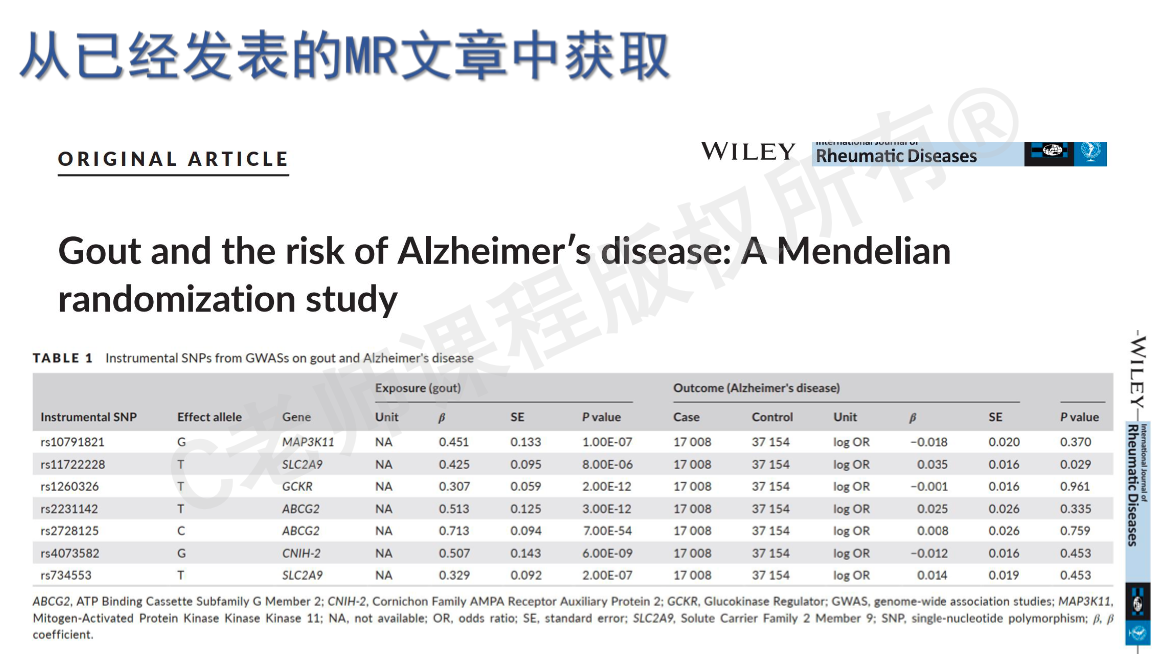 从已经发表的MR文章中获取
ORIGINAL ARTICLE
WILEY
International Journal of
Rheumatic Diseases
Gout and the risk of Alzheimer′s disease: A Mendelian
randomization study
TABLE 1 Instrumental SNPs from GWASs on gout and Alzheimer's disease
Exposure (gout) Outcome (Alzheimer's disease)
Instrumental SNP Effect allele Gene Unit β SE P value Case Control Unit β SE P value
rs10791821 G MAP3K11 NA 0.451 0.133 1.00E-07 17 008 37 154 log OR −0.018 0.020 0.370
rs11722228 T SLC2A9 NA 0.425 0.095 8.00E-06 17 008 37 154 log OR 0.035 0.016 0.029
rs1260326 T GCKR NA 0.307 0.059 2.00E-12 17 008 37 154 log OR −0.001 0.016 0.961
rs2231142 T ABCG2 NA 0.513 0.125 3.00E-12 17 008 37 154 log OR 0.025 0.026 0.335
rs2728125 C ABCG2 NA 0.713 0.094 7.00E-54 17 008 37 154 log OR 0.008 0.026 0.759
rs4073582 G CNIH-2 NA 0.507 0.143 6.00E-09 17 008 37 154 log OR −0.012 0.016 0.453
rs734553 T SLC2A9 NA 0.329 0.092 2.00E-07 17 008 37 154 log OR 0.014 0.019 0.453
ABCG2, ATP Binding Cassette Subfamily G Member 2; CNIH-2, Cornichon Family AMPA Receptor Auxiliary Protein 2; GCKR, Glucokinase Regulator; GWAS, genome-wide association studies; MAP3K11,
Mitogen-Activated Protein Kinase Kinase Kinase 11; NA, not available; OR, odds ratio; SE, standard error; SLC2A9, Solute Carrier Family 2 Member 9; SNP, single-nucleotide polymorphism; β, β
coefficient.
WILEY
International Journal of
Rheumatic Diseases
C老师课程版权所有®